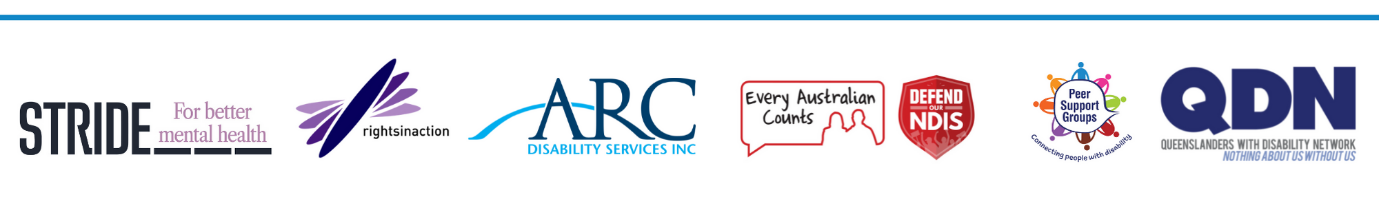 STRIDE
For better
mental health
rightsinaction
ARC
DISABILITY SERVICES INC
Every Australian
Counts
DEFEND
OUR
NDIS
Peer
Support
Groups
Connecting people with disability
QDN
QUEENSLANDERS WITH DISABILITY NETWORK
NOTHING ABOUT US WITHOUT US